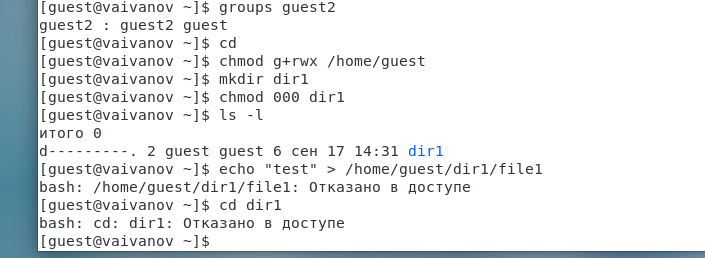 [guest@vaivanov ~]$ groups guest2
guest2 : guest2 guest
[guest@vaivanov ~]$ cd
[guest@vaivanov ~]$ chmod g+rwx /home/guest
[guest@vaivanov ~]$ mkdir dir1
[guest@vaivanov ~]$ chmod 000 dir1
[guest@vaivanov ~]$ ls -l
итого 0
d---------. 2 guest guest 6 сен 17 14:31 dir1
[guest@vaivanov ~]$ echo "test" > /home/guest/dir1/file1
bash: /home/guest/dir1/file1: Отказано в доступе
[guest@vaivanov ~]$ cd dir1
bash: cd: dir1: Отказано в доступе
[guest@vaivanov ~]$